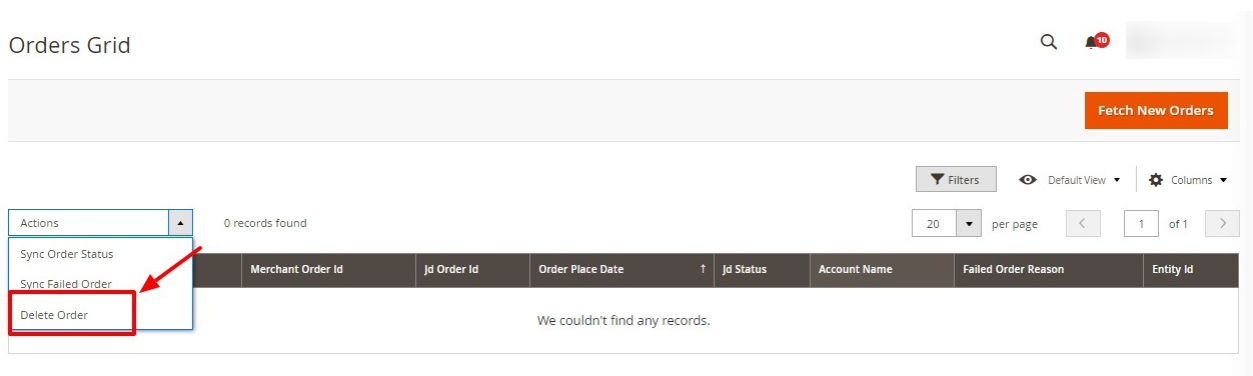 Orders Grid
10
Fetch New Orders
Filters
Default View
Columns
Actions
0 records found
20
per page
1
of 1
Sync Order Status
Sync Failed Order
Delete Order
Merchant Order Id
Jd Order Id
Order Place Date
Jd Status
Account Name
Failed Order Reason
Entity Id
We couldn't find any records.